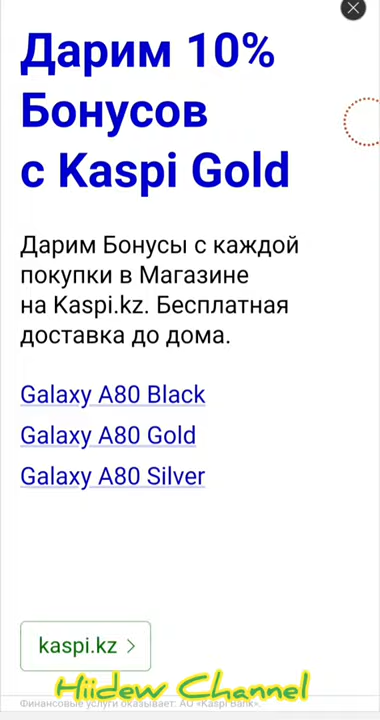 Дарим 10%
Бонусов
с Kaspi Gold
Дарим Бонусы с каждой
покупки в Магазине
на Kaspi.kz. Бесплатная
доставка до дома.
Galaxy A80 Black
Galaxy A80 Gold
Galaxy A80 Silver
kaspi.kz
Hiidew Channel
Финансовые услуги оказывает: АО «Kaspi Bank».